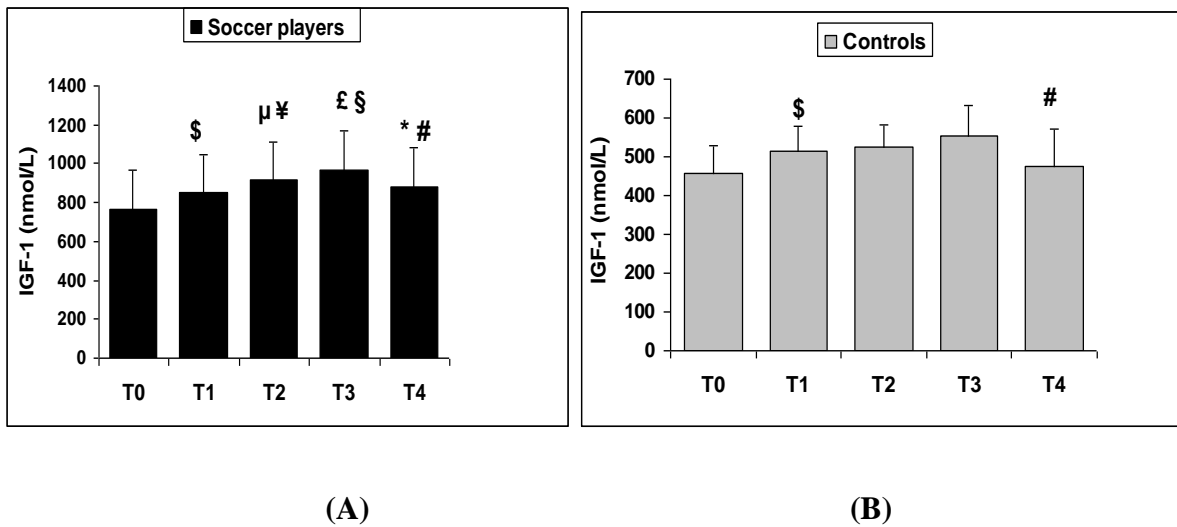 Soccer players
IGF-1 (nmol/L)
1400
1200
1000
800
600
400
200
0
$
µ ¥
£ §
* #
T0 T1 T2 T3 T4
(A)
Controls
IGF-1 (nmol/L)
700
600
500
400
300
200
100
0
$
#
T0 T1 T2 T3 T4
(B)